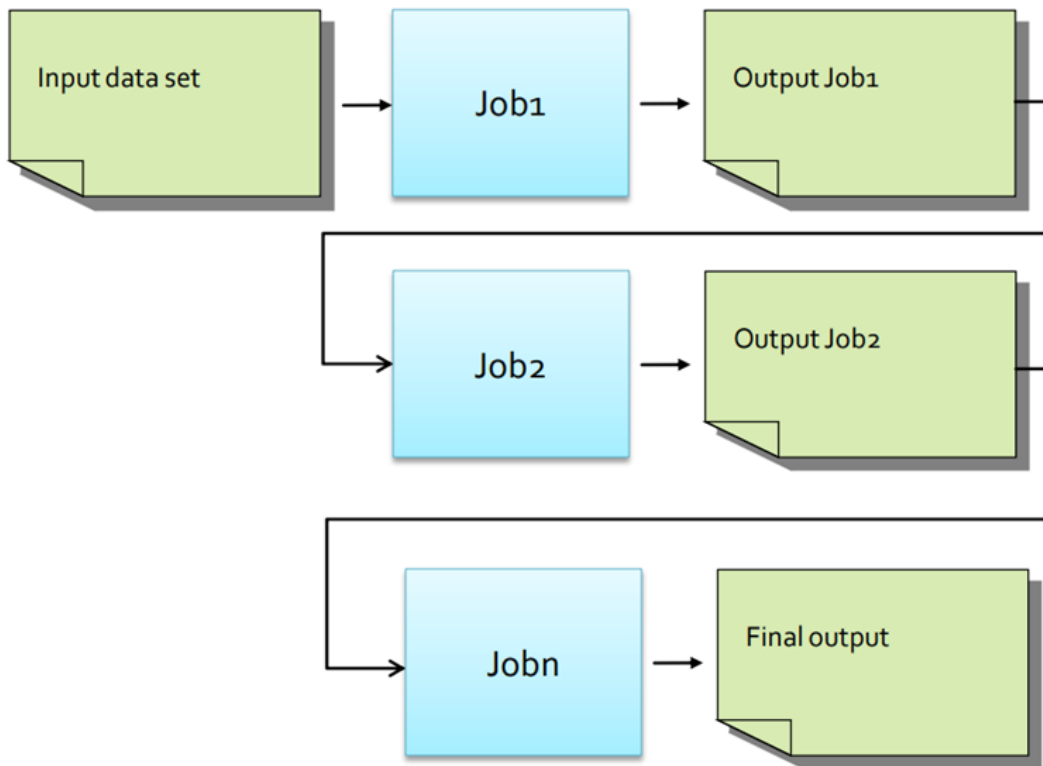 Input data set
Job1
Output Job1
Job2
Output Job2
Jobn
Final output